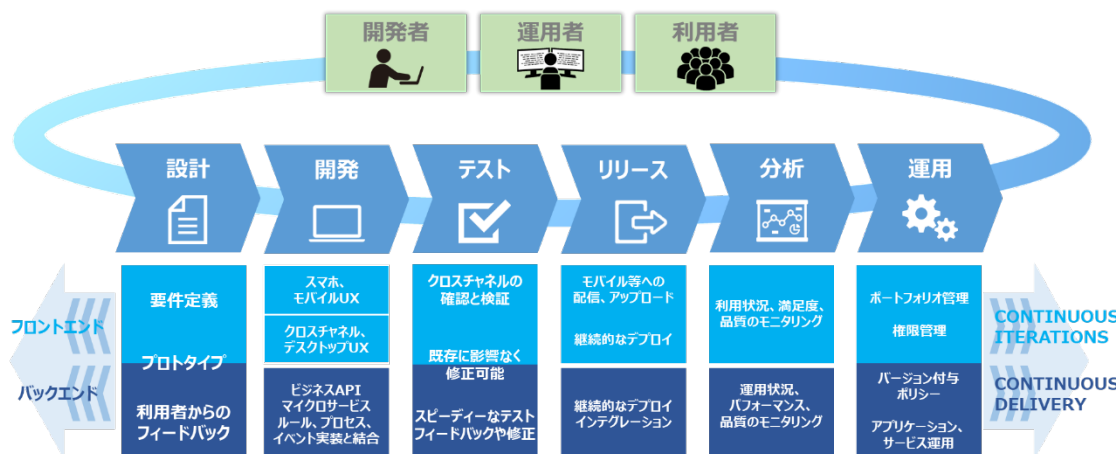 開発者
運用者
利用者
設計
開発
テスト
リリース
分析
運用
フロントエンド
バックエンド
要件定義
プロトタイプ
利用者からの
フィードバック
スマホ、
モバイルUX
クロスチャネル、
デスクトップUX
ビジネスAPI
マイクロサービス
ルール、プロセス、
イベント実装と結合
クロスチャネルの
確認と検証
既存に影響なく
修正可能
スピーディーなテスト
フィードバックや修正
モバイル等への
配信、アップロード
継続的なデプロイ
継続的なデプロイ
インテグレーション
利用状況、満足度、
品質のモニタリング
運用状況、
パフォーマンス、
品質のモニタリング
ポートフォリオ管理
権限管理
バージョン付与
ポリシー
アプリケーション、
サービス運用
CONTINUOUS
ITERATIONS
CONTINUOUS
DELIVERY